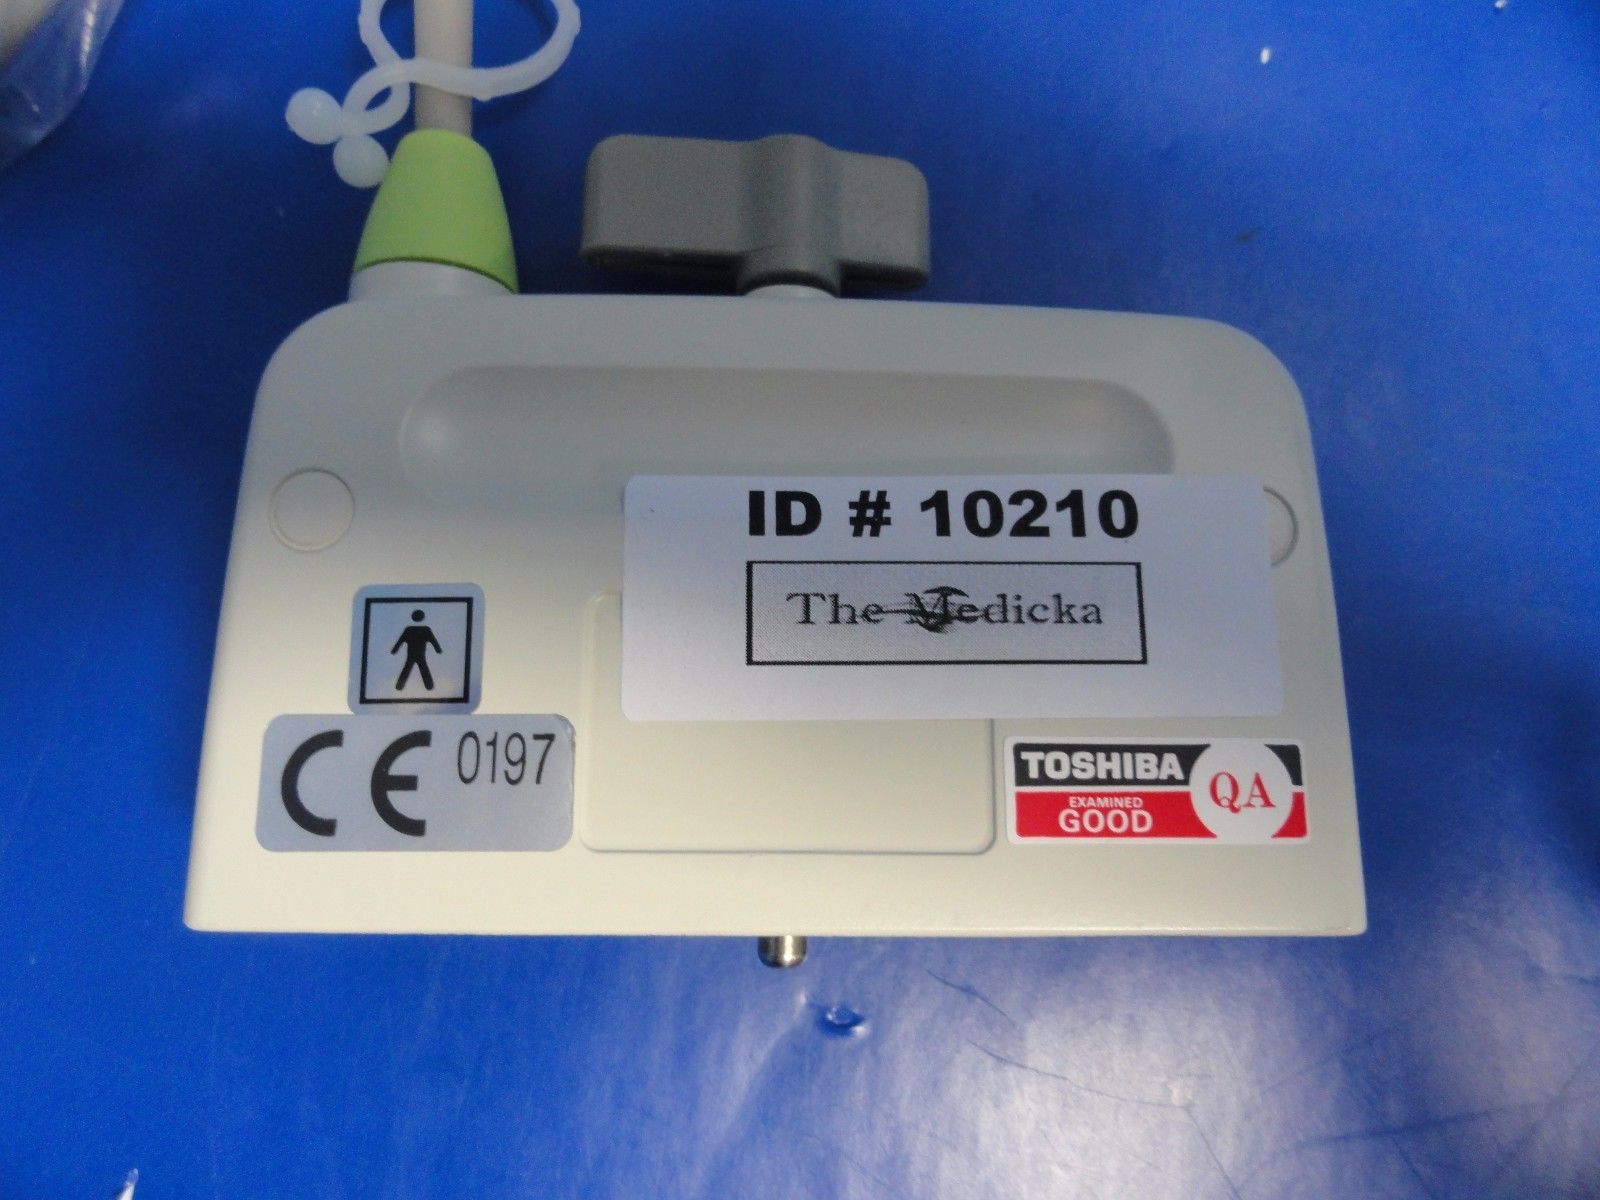 ID # 10210
The Medicka
CE 0197
TOSHIBA
QA
EXAMINED
GOOD